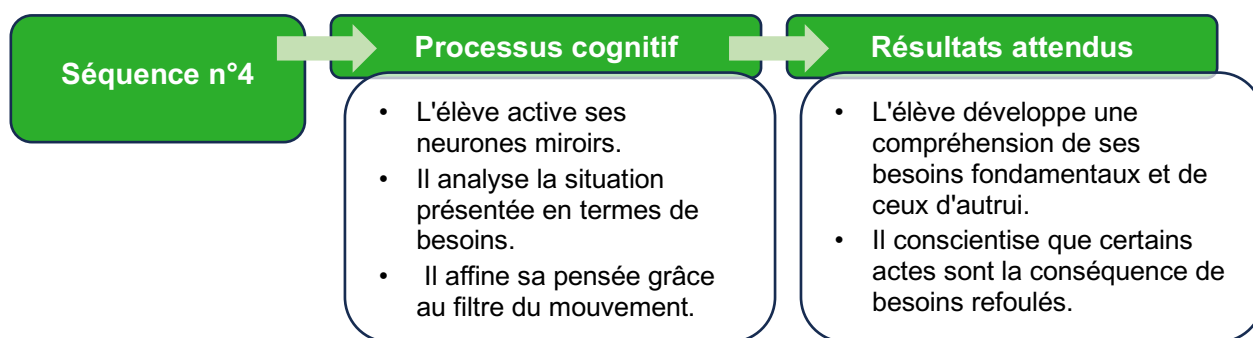 Séquence n°4
Processus cognitif
• L'élève active ses
neurones miroirs.
• Il analyse la situation
présentée en termes de
besoins.
• Il affine sa pensée grâce
au filtre du mouvement.
Résultats attendus
• L'élève développe une
compréhension de ses
besoins fondamentaux et de
ceux d'autrui.
• Il conscientise que certains
actes sont la conséquence de
besoins refoulés.